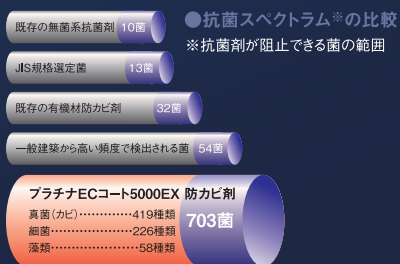 ●抗菌スペクトラム※の比較
※抗菌剤が阻止できる菌の範囲
既存の無菌系抗菌剤 10菌
JIS規格選定菌 13菌
既存の有機材防カビ剤 32菌
一般建築から高い頻度で検出される菌 54菌
プラチナECコート5000EX 防カビ剤
703菌
真菌(カビ)‥‥‥‥‥‥419種類
細菌‥‥‥‥‥‥‥‥‥226種類
藻類‥‥‥‥‥‥‥‥‥‥58種類